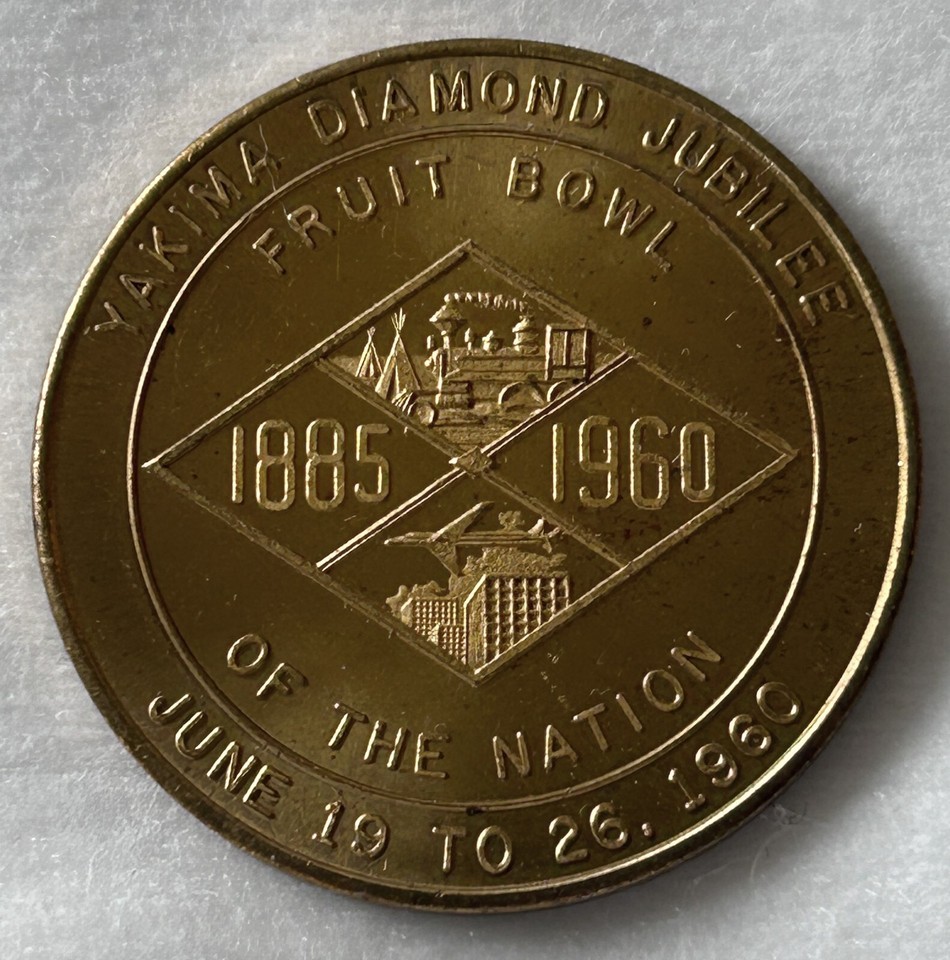 YAKIMA DIAMOND JUBILEE
FRUIT BOWL
1885 1960
OF THE NATION
JUNE 19 TO 26, 1960